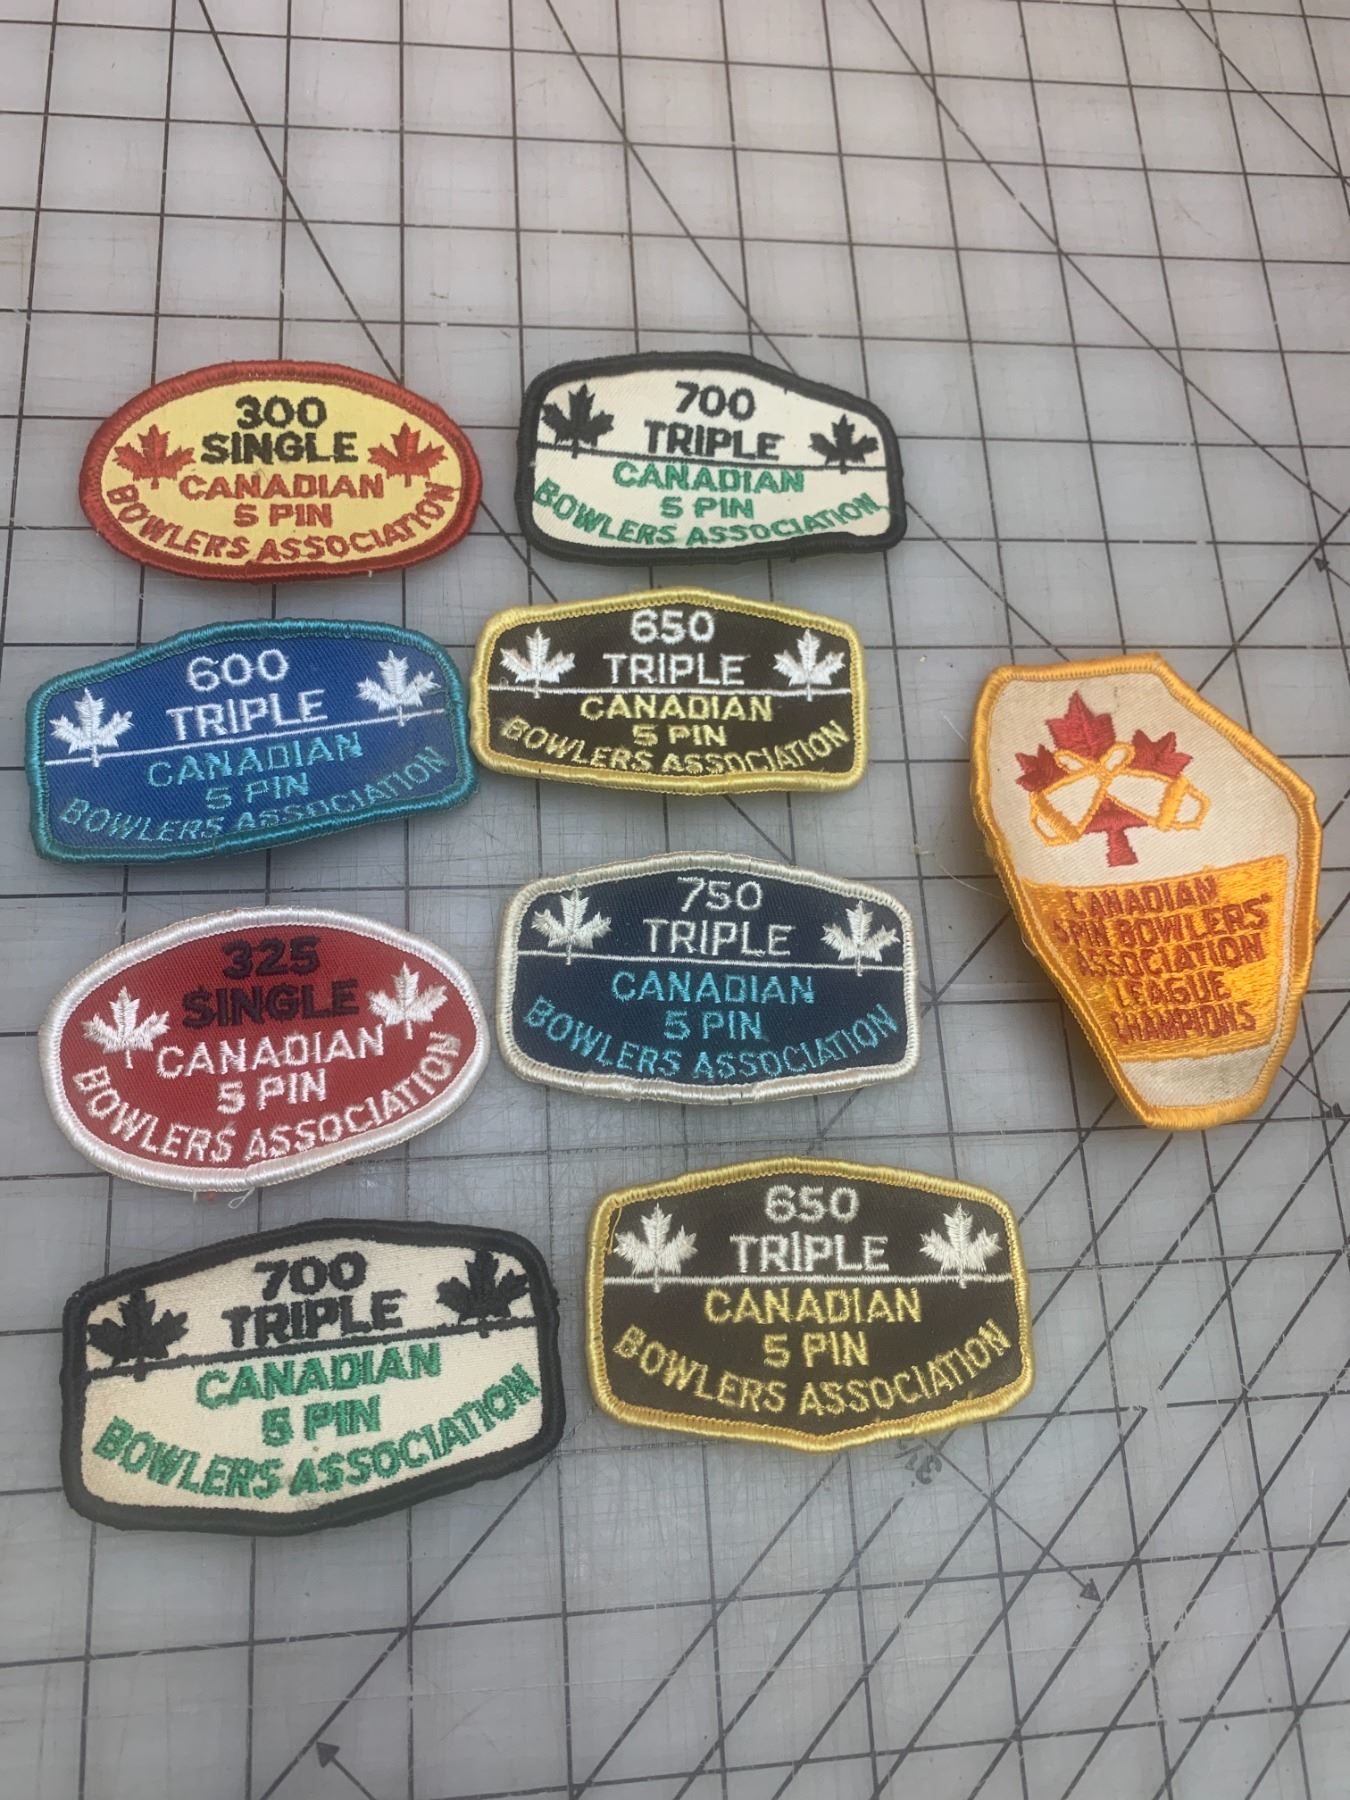 300
SINGLE
CANADIAN
5 PIN
BOWLERS ASSOCIATION
700
TRIPLE
CANADIAN
5 PIN
BOWLERS ASSOCIATION
600
TRIPLE
CANADIAN
5 PIN
BOWLERS ASSOCIATION
650
TRIPLE
CANADIAN
5 PIN
BOWLERS ASSOCIATION
CANADIAN
5 PIN BOWLERS'
ASSOCIATION
LEAGUE
CHAMPIONS
325
SINGLE
CANADIAN
5 PIN
BOWLERS ASSOCIATION
750
TRIPLE
CANADIAN
5 PIN
BOWLERS ASSOCIATION
700
TRIPLE
CANADIAN
5 PIN
BOWLERS ASSOCIATION
650
TRIPLE
CANADIAN
5 PIN
BOWLERS ASSOCIATION